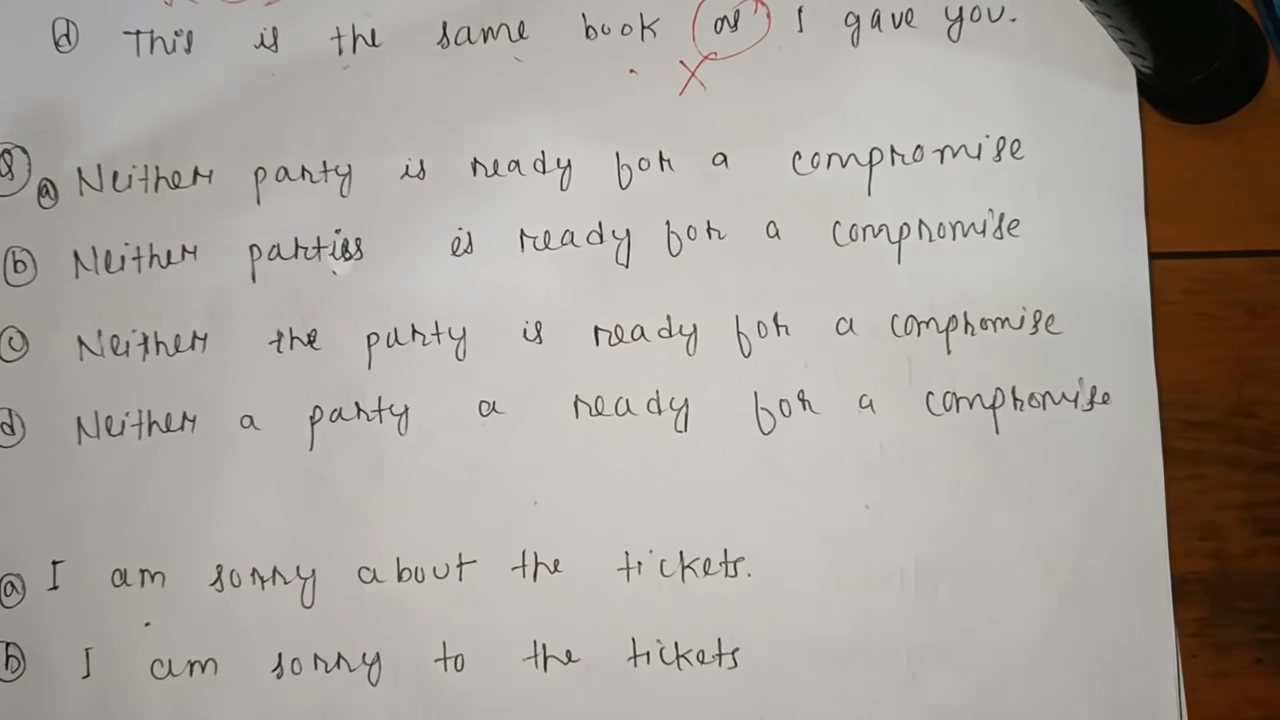 d This is the same book as I gave you.
8 a Neither party is ready for a compromise
b Neither parties is ready for a compromise
c Neither the party is ready for a compromise
d Neither a party a ready for a compromise
a I am sorry about the tickets.
b I am sorry to the tickets